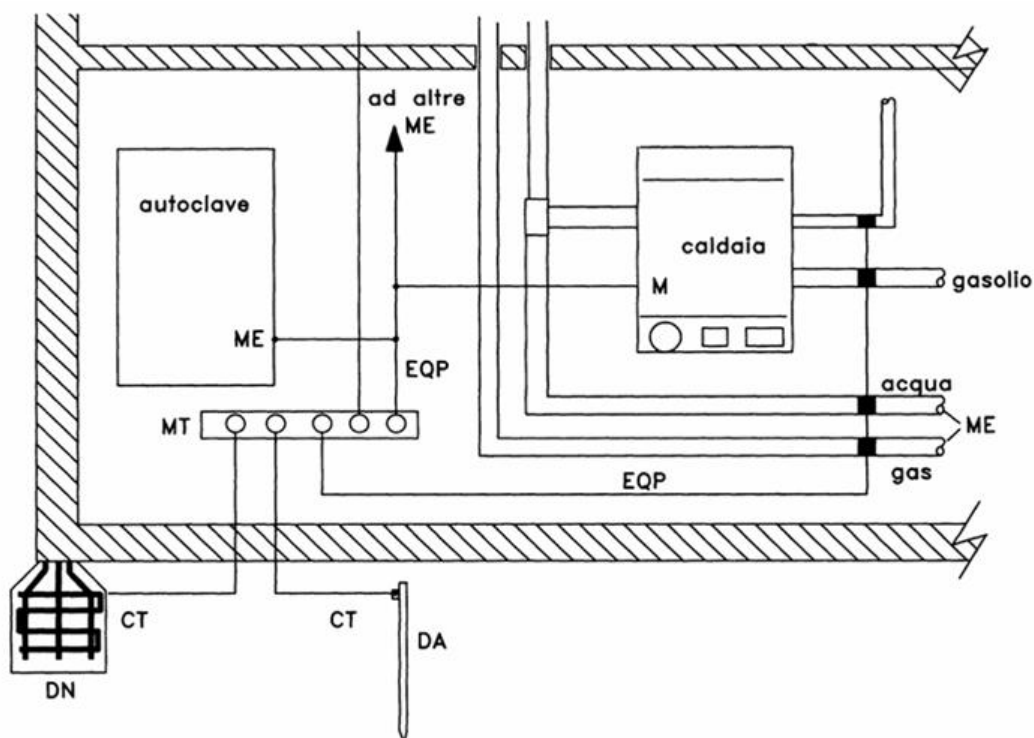 ad altre
ME
autoclave
caldaia
M
gasolio
ME
EQP
acqua
MT
ME
gas
EQP
CT
CT
DA
DN